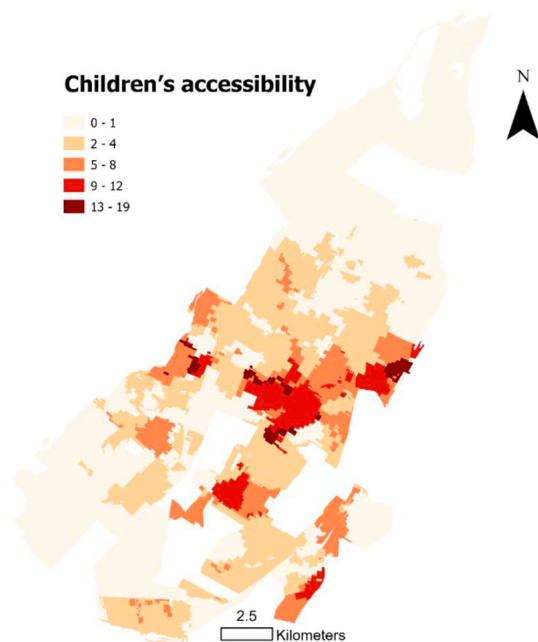 Children's accessibility
N
0 - 1
2 - 4
5 - 8
9 - 12
13 - 19
2.5
Kilometers